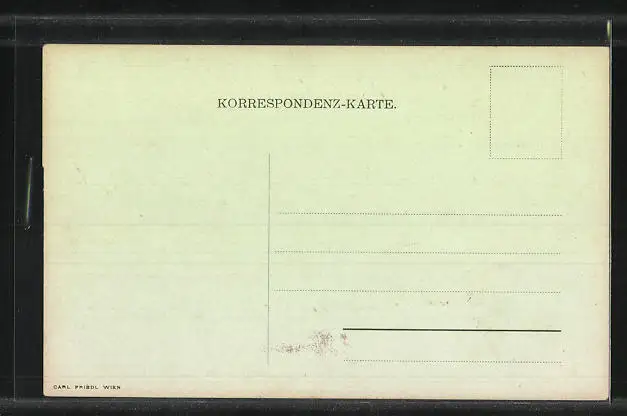 KORRESPONDENZ-KARTE.
CARL FRIEDL WIEN